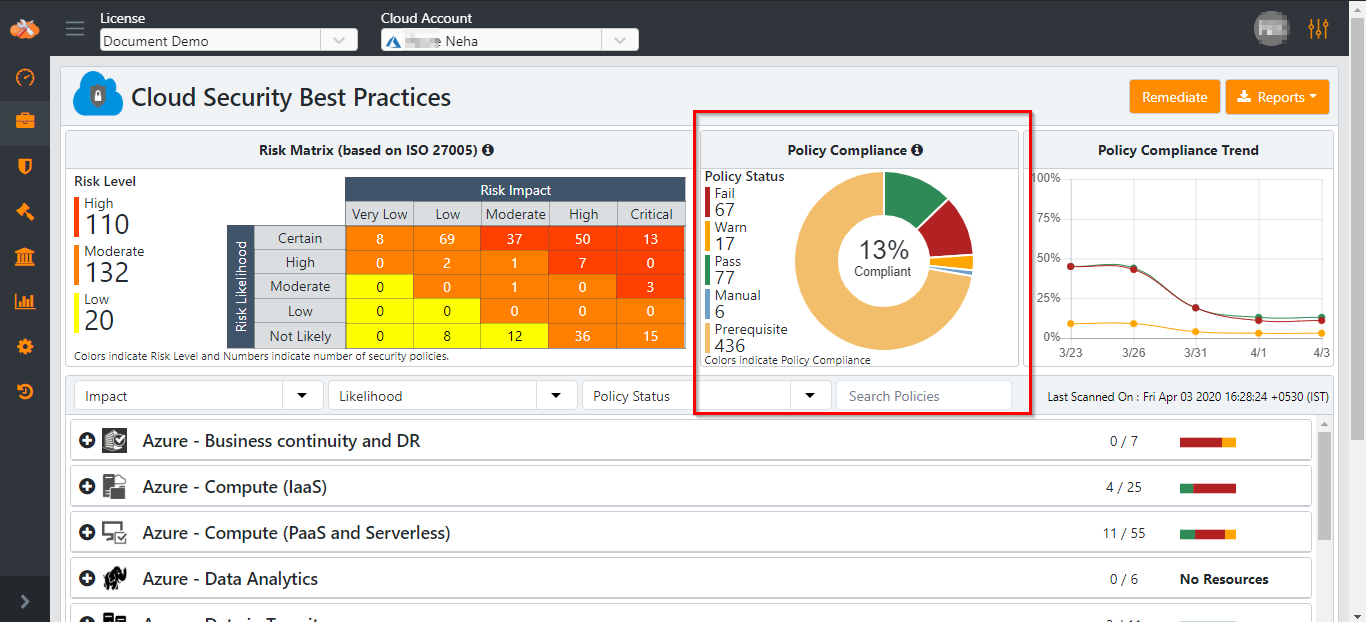 License
Cloud Account
Document Demo
Neha
Cloud Security Best Practices
Remediate
Reports
Risk Matrix (based on ISO 27005)
Risk Level
High
110
Moderate
132
Low
20
Risk Impact
Very Low Low Moderate High Critical
Risk Likelihood
Certain 8 69 37 50 13
High 0 2 1 7 0
Moderate 0 0 1 0 3
Low 0 0 0 0 0
Not Likely 0 8 12 36 15
Colors indicate Risk Level and Numbers indicate number of security policies.
Policy Compliance
Policy Status
Fail
67
Warn
17
Pass
77
Manual
6
Prerequisite
436
13%
Compliant
Colors indicate Policy Compliance
Policy Compliance Trend
100%
75%
50%
25%
0%
3/23 3/26 3/31 4/1 4/3
Impact
Likelihood
Policy Status
Search Policies
Last Scanned On : Fri Apr 03 2020 16:28:24 +0530 (IST)
Azure - Business continuity and DR 0 / 7
Azure - Compute (IaaS) 4 / 25
Azure - Compute (PaaS and Serverless) 11 / 55
Azure - Data Analytics 0 / 6 No Resources